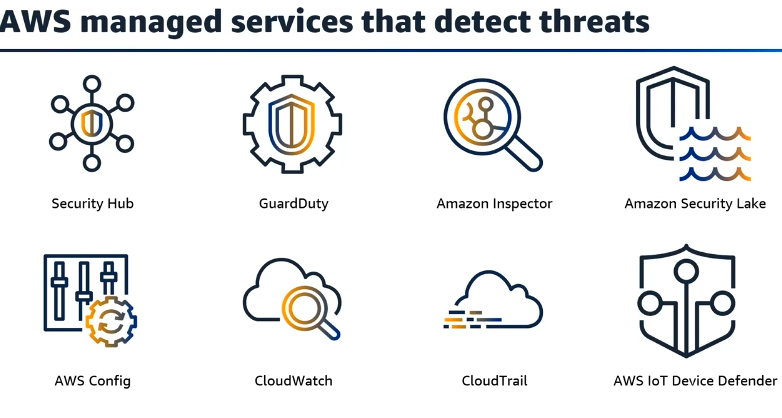 AWS managed services that detect threats
Security Hub
GuardDuty
Amazon Inspector
Amazon Security Lake
AWS Config
CloudWatch
CloudTrail
AWS IoT Device Defender